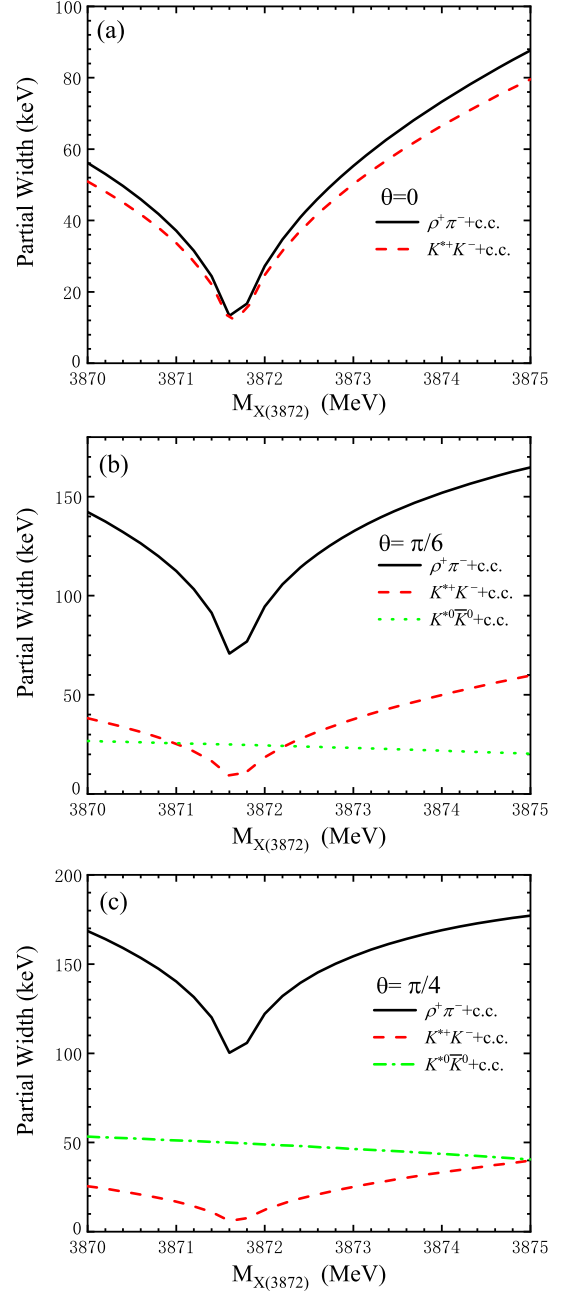 (a)
100
80
60
40
20
0
Partial Width (keV)
θ=0
ρ⁺π⁻+c.c.
K*⁺K⁻+c.c.
3870 3871 3872 3873 3874 3875
M_X(3872) (MeV)
(b)
150
100
50
0
Partial Width (keV)
θ= π/6
ρ⁺π⁻+c.c.
K*⁺K⁻+c.c.
K*⁰K̅⁰+c.c.
3870 3871 3872 3873 3874 3875
M_X(3872) (MeV)
(c)
200
150
100
50
0
Partial Width (keV)
θ= π/4
ρ⁺π⁻+c.c.
K*⁺K⁻+c.c.
K*⁰K̅⁰+c.c.
3870 3871 3872 3873 3874 3875
M_X(3872) (MeV)